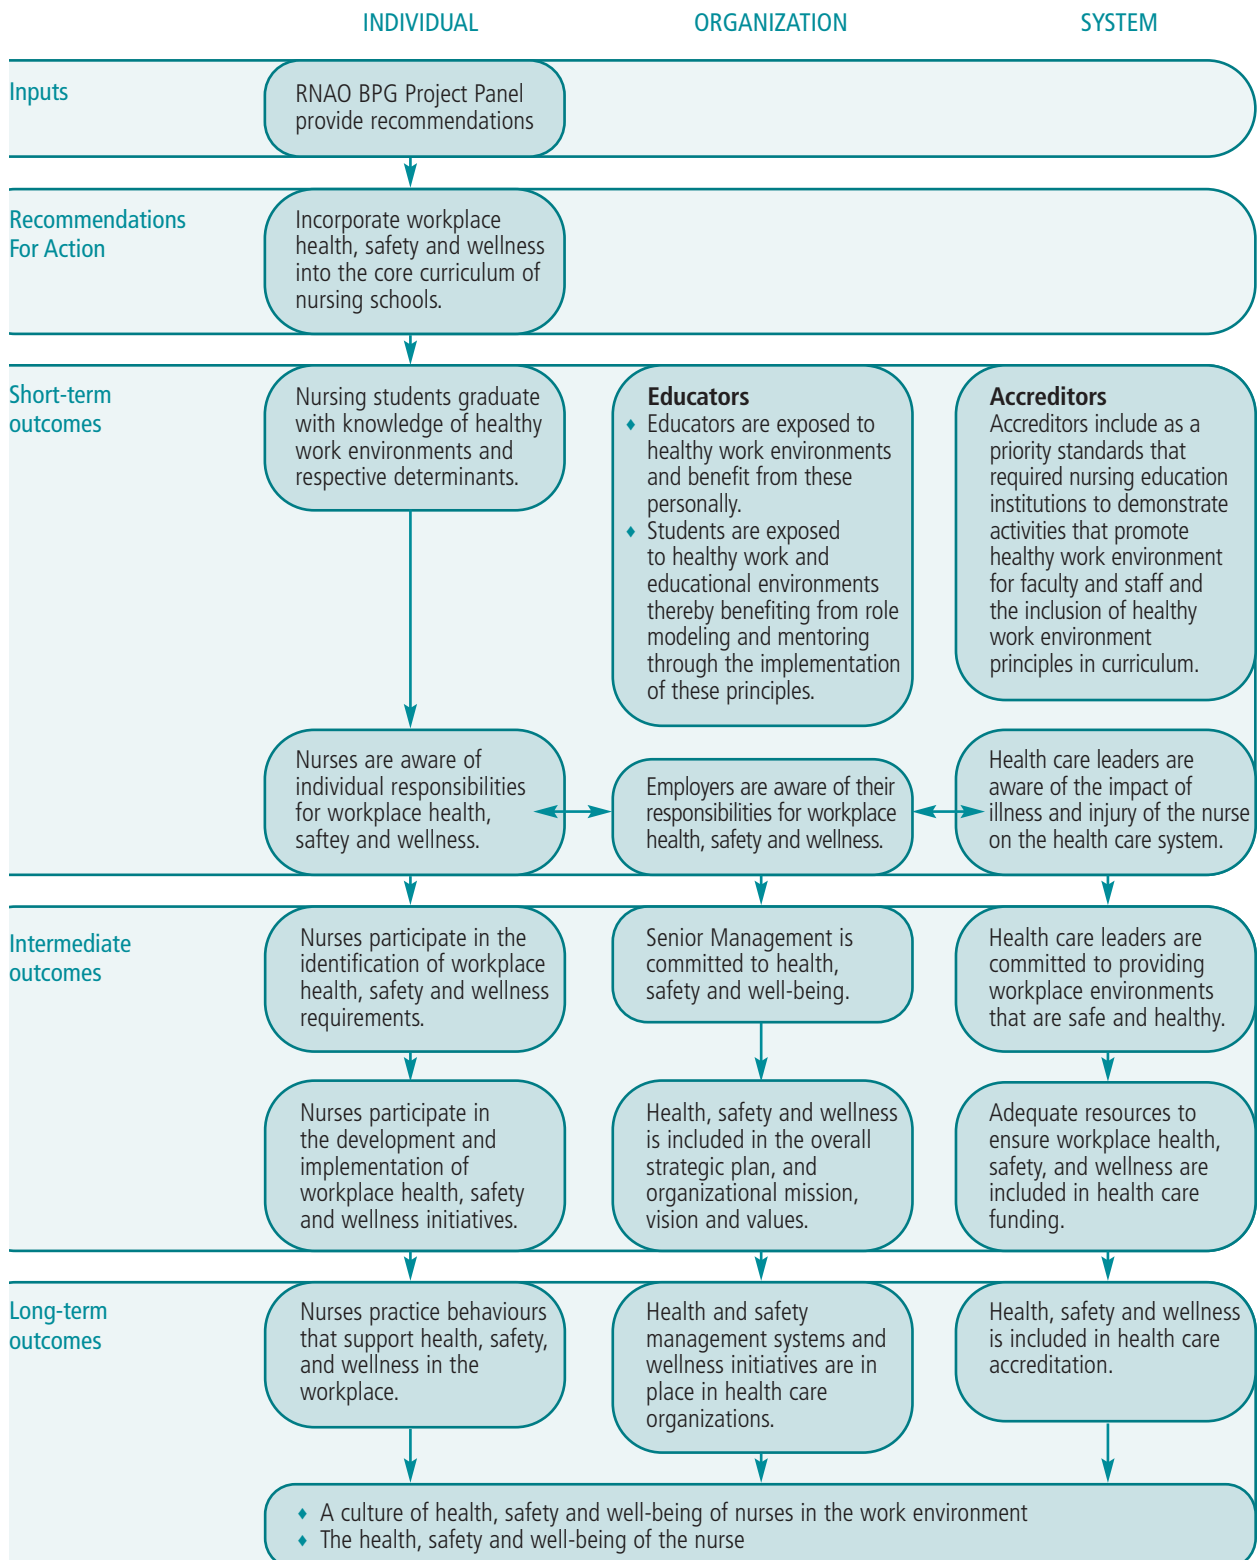 INDIVIDUAL
ORGANIZATION
SYSTEM
Inputs
RNAO BPG Project Panel
provide recommendations
Recommendations
For Action
Incorporate workplace
health, safety and wellness
into the core curriculum of
nursing schools.
Short-term
outcomes
Nursing students graduate
with knowledge of healthy
work environments and
respective determinants.
Educators
♦ Educators are exposed to
healthy work environments
and benefit from these
personally.
♦ Students are exposed
to healthy work and
educational environments
thereby benefiting from role
modeling and mentoring
through the implementation
of these principles.
Accreditors
Accreditors include as a
priority standards that
required nursing education
institutions to demonstrate
activities that promote
healthy work environment
for faculty and staff and
the inclusion of healthy
work environment
principles in curriculum.
Nurses are aware of
individual responsibilities
for workplace health,
saftey and wellness.
Employers are aware of their
responsibilities for workplace
health, safety and wellness.
Health care leaders are
aware of the impact of
illness and injury of the nurse
on the health care system.
Intermediate
outcomes
Nurses participate in the
identification of workplace
health, safety and wellness
requirements.
Senior Management is
committed to health,
safety and well-being.
Health care leaders are
committed to providing
workplace environments
that are safe and healthy.
Nurses participate in
the development and
implementation of
workplace health, safety
and wellness initiatives.
Health, safety and wellness
is included in the overall
strategic plan, and
organizational mission,
vision and values.
Adequate resources to
ensure workplace health,
safety, and wellness are
included in health care
funding.
Long-term
outcomes
Nurses practice behaviours
that support health, safety,
and wellness in the
workplace.
Health and safety
management systems and
wellness initiatives are in
place in health care
organizations.
Health, safety and wellness
is included in health care
accreditation.
♦ A culture of health, safety and well-being of nurses in the work environment
♦ The health, safety and well-being of the nurse